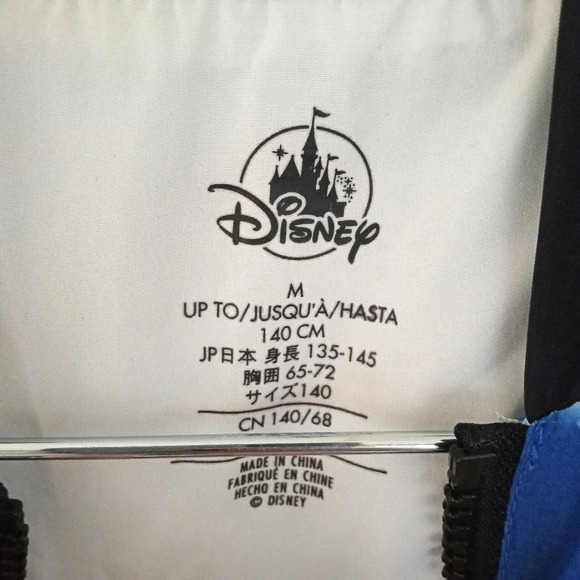 Disney
M
UP TO/JUSQU'À/HASTA
140 CM
JP日本 身長 135-145
胸囲 65-72
サイズ140
CN 140/68
MADE IN CHINA
FABRIQUÉ EN CHINE
HECHO EN CHINA
© DISNEY